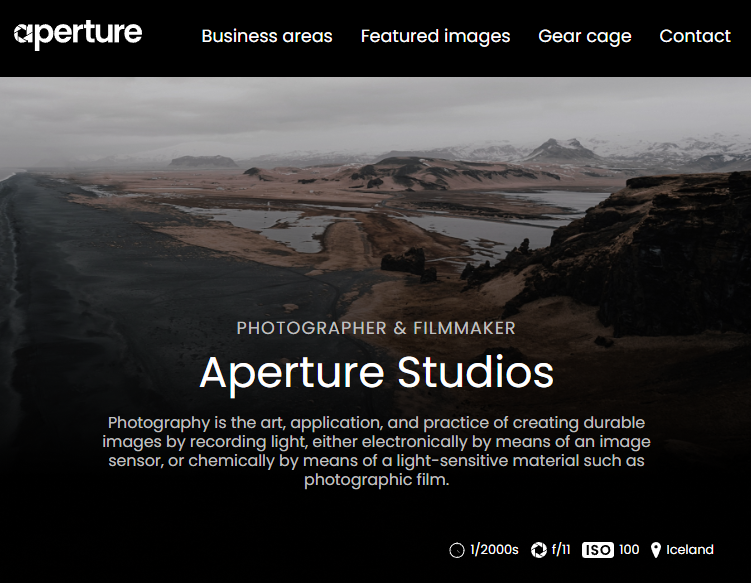 aperture
Business areas Featured images Gear cage Contact
PHOTOGRAPHER & FILMMAKER
Aperture Studios
Photography is the art, application, and practice of creating durable
images by recording light, either electronically by means of an image
sensor, or chemically by means of a light-sensitive material such as
photographic film.
1/2000s f/11 ISO 100 Iceland